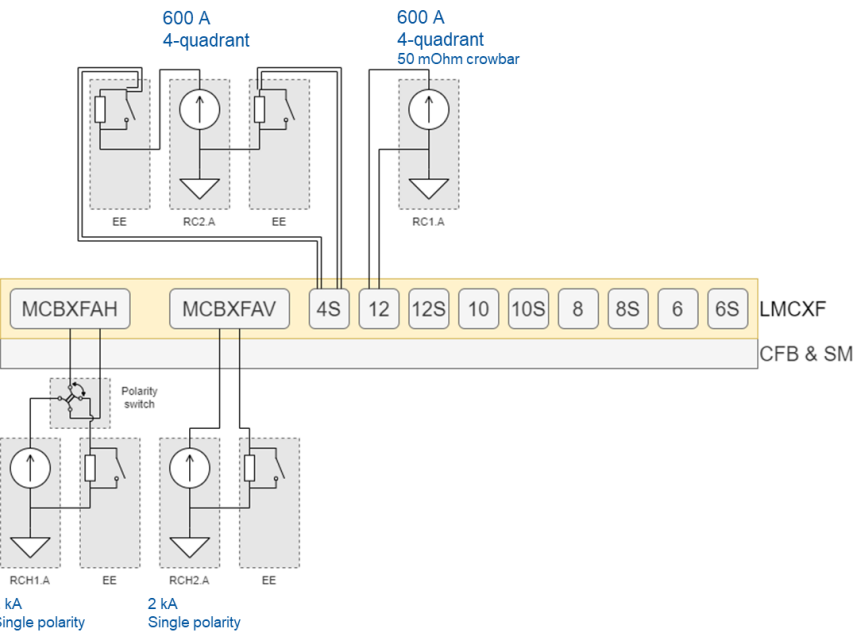 600 A
4-quadrant
600 A
4-quadrant
50 mOhm crowbar
EE
RC2.A
EE
RC1.A
MCBXFAH
MCBXFAV
4S
12
12S
10
10S
8
8S
6
6S
LMCXF
CFB & SM
Polarity
switch
RCH1.A
EE
RCH2.A
EE
kA
Single polarity
2 kA
Single polarity